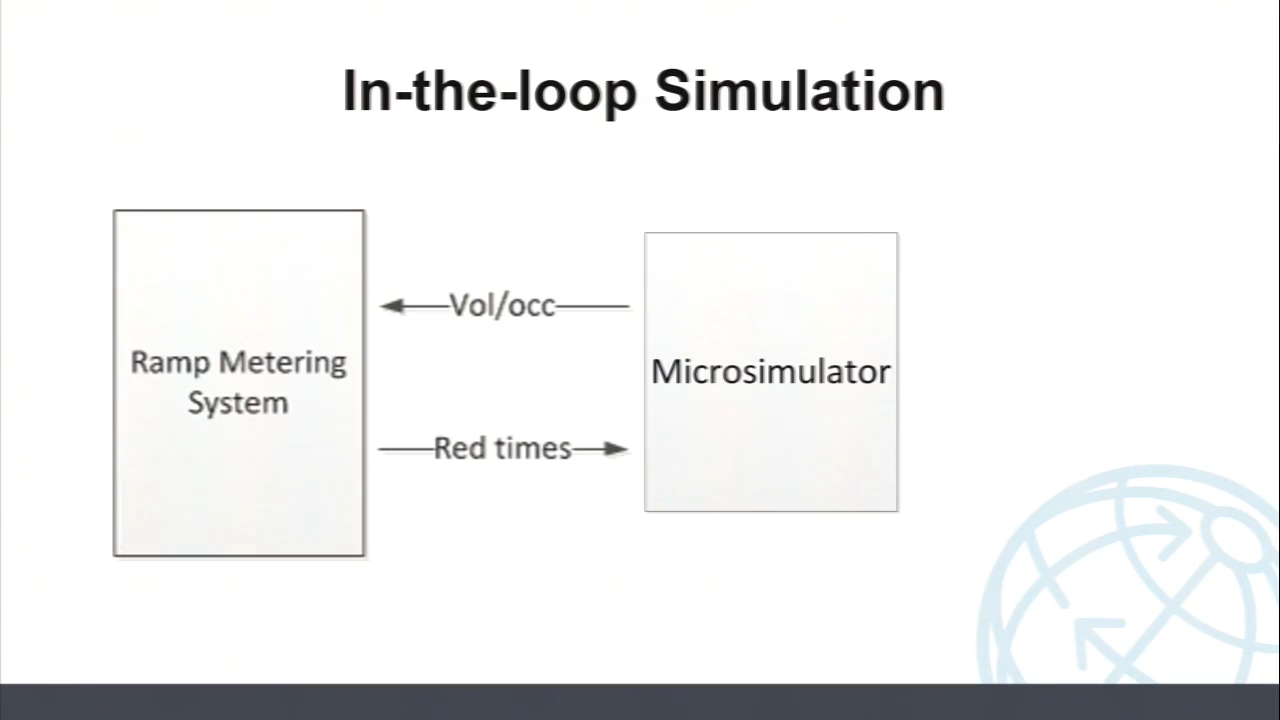 In-the-loop Simulation
Ramp Metering
System
Vol/occ
Red times
Microsimulator